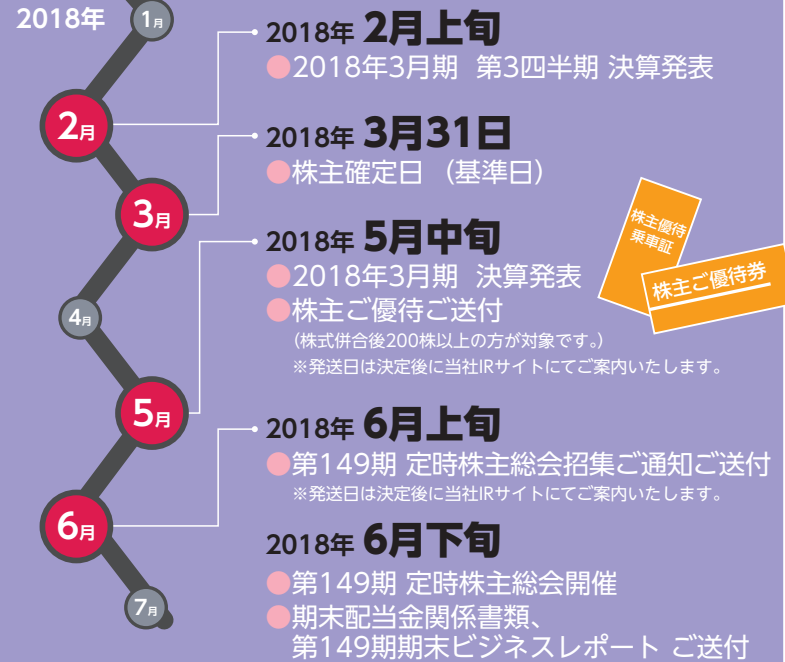 2018年
1月
2月
3月
4月
5月
6月
7月
2018年 2月上旬
●2018年3月期 第3四半期 決算発表
2018年 3月31日
●株主確定日 （基準日）
2018年 5月中旬
●2018年3月期 決算発表
●株主ご優待ご送付
（株式併合後200株以上の方が対象です。）
※発送日は決定後に当社IRサイトにてご案内いたします。
株主優待
乗車証
株主ご優待券
2018年 6月上旬
●第149期 定時株主総会招集ご通知ご送付
※発送日は決定後に当社IRサイトにてご案内いたします。
2018年 6月下旬
●第149期 定時株主総会開催
●期末配当金関係書類、
第149期期末ビジネスレポート ご送付